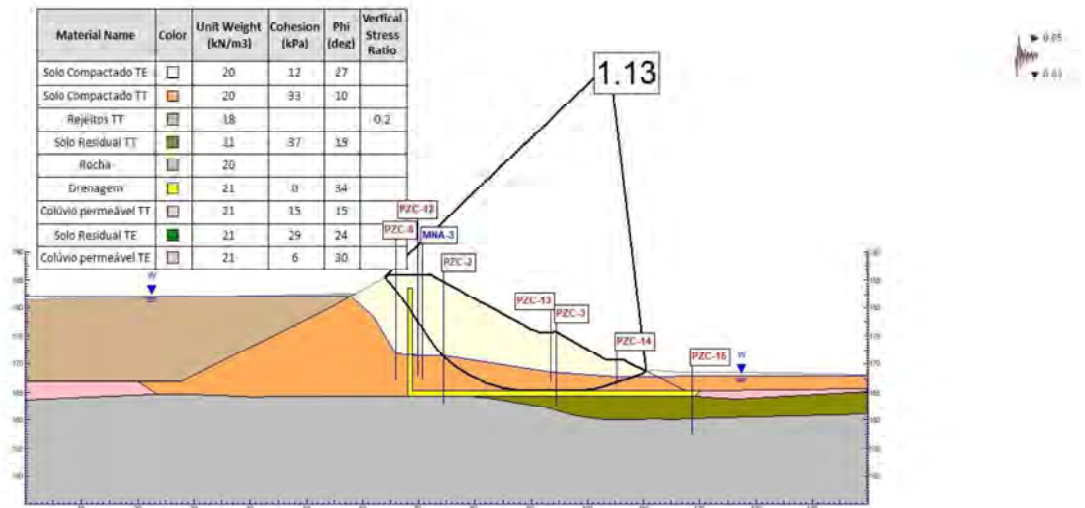 Material Name Color Unit Weight (kN/m3) Cohesion (kPa) Phi (deg) Vertical Stress Ratio
Solo Compactado TE 20 12 27
Solo Compactado TT 20 33 10
Rejeitos TT 18 0.2
Solo Residual TT 37
Rocha 20
Drenagem 21 0 34
Colúvio permeável TT 21 15 15
Solo Residual TE 21 29 24
Colúvio permeável TE 21 6 30
1.13
0.05
PZC-12
PZC-6
MNA-3
PZC-2
PZC-13
PZC-3
PZC-14
PZC-15
W
W